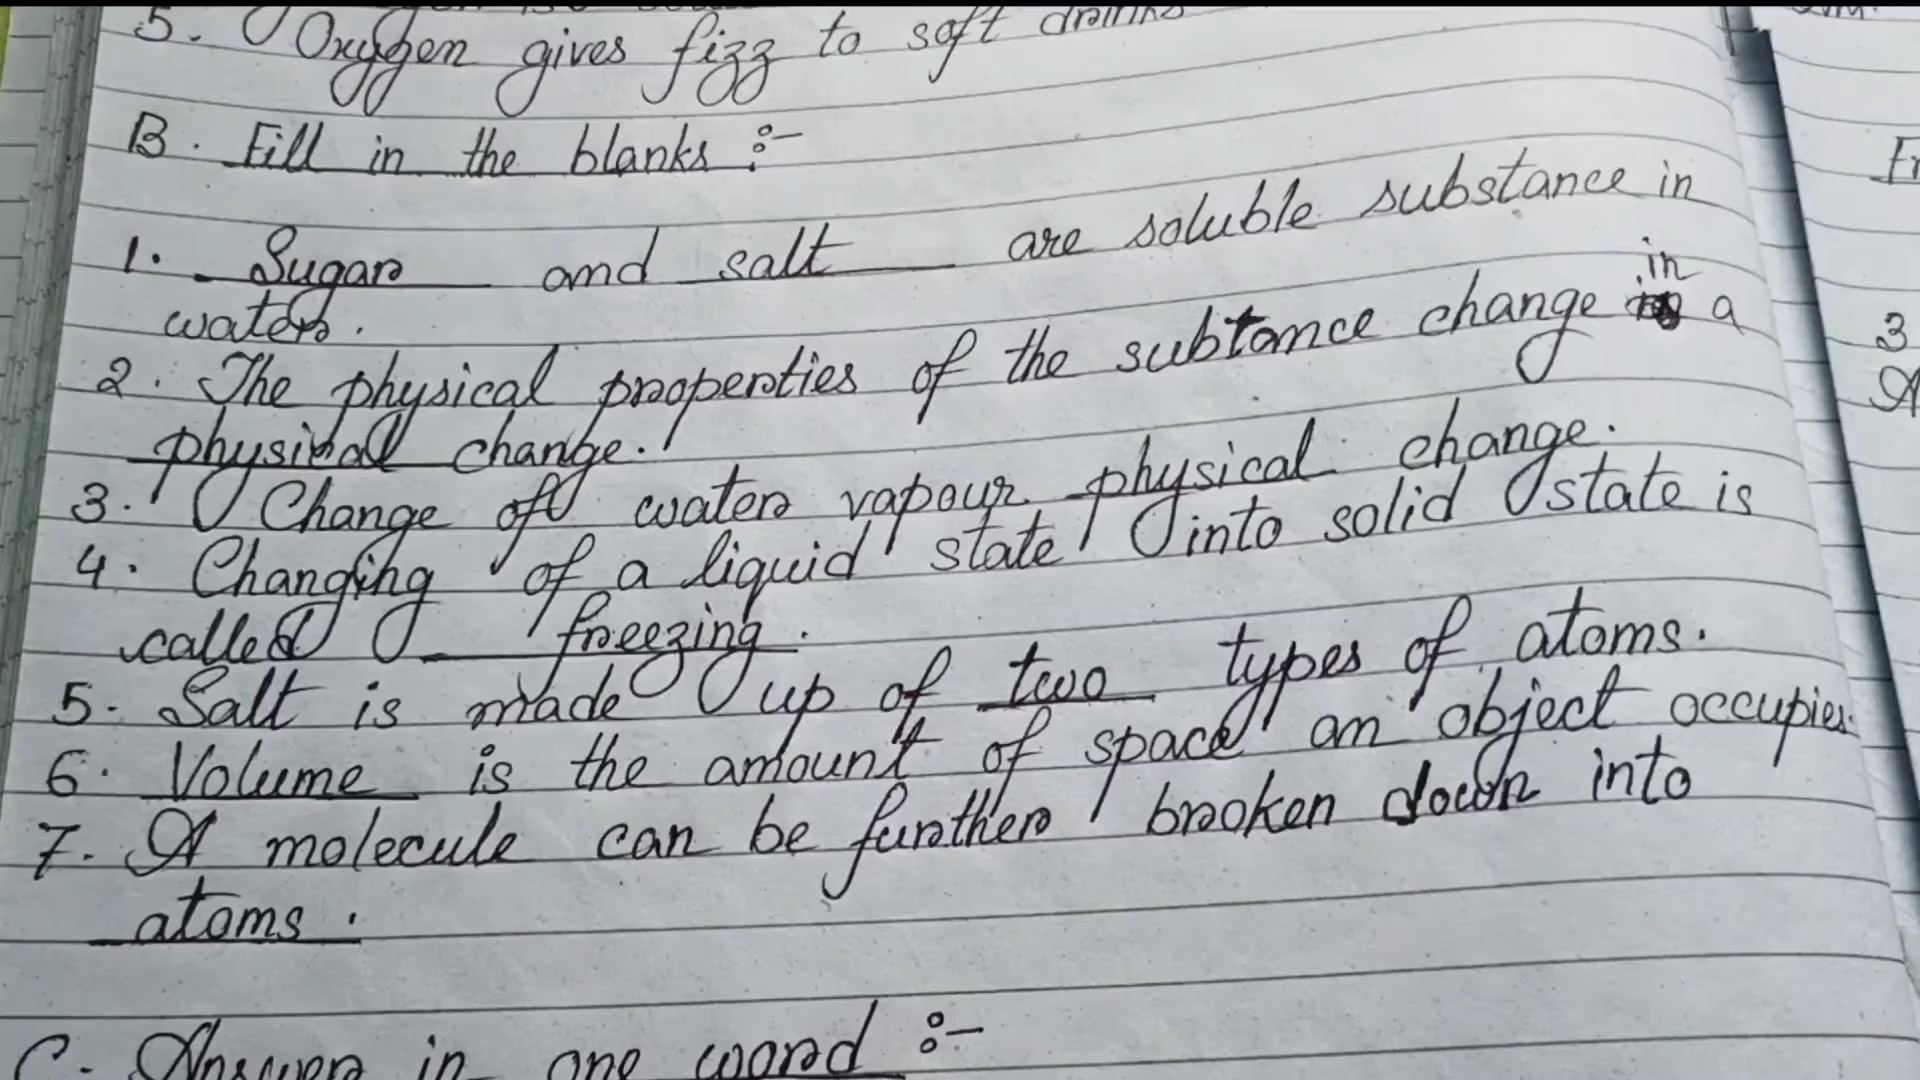 5. Oxygen gives fizz to soft drinks
B. Fill in the blanks :-
1. Sugar and salt are soluble substance in
water.
in
2. The physical properties of the subtance change a
physical change.
3. Change of water vapour physical change.
4. Changing of a liquid state into solid state is
called freezing.
5. Salt is made up of two types of atoms.
6. Volume is the amount of space an object occupies.
7. A molecule can be further broken down into
atoms.
C. Answer in one word :-
3